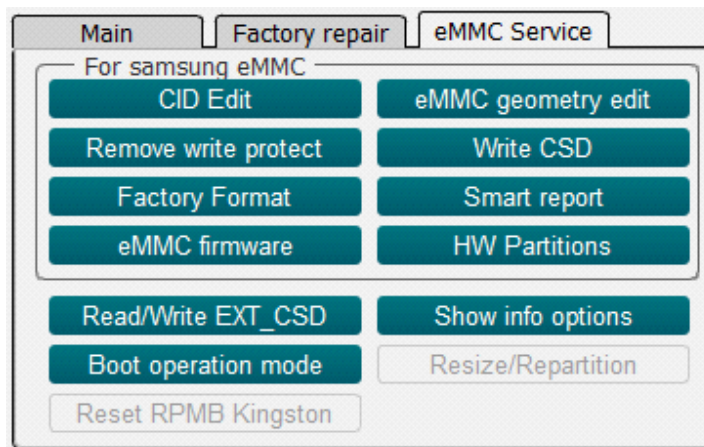 Main Factory repair eMMC Service
For samsung eMMC
CID Edit eMMC geometry edit
Remove write protect Write CSD
Factory Format Smart report
eMMC firmware HW Partitions
Read/Write EXT_CSD Show info options
Boot operation mode Resize/Repartition
Reset RPMB Kingston